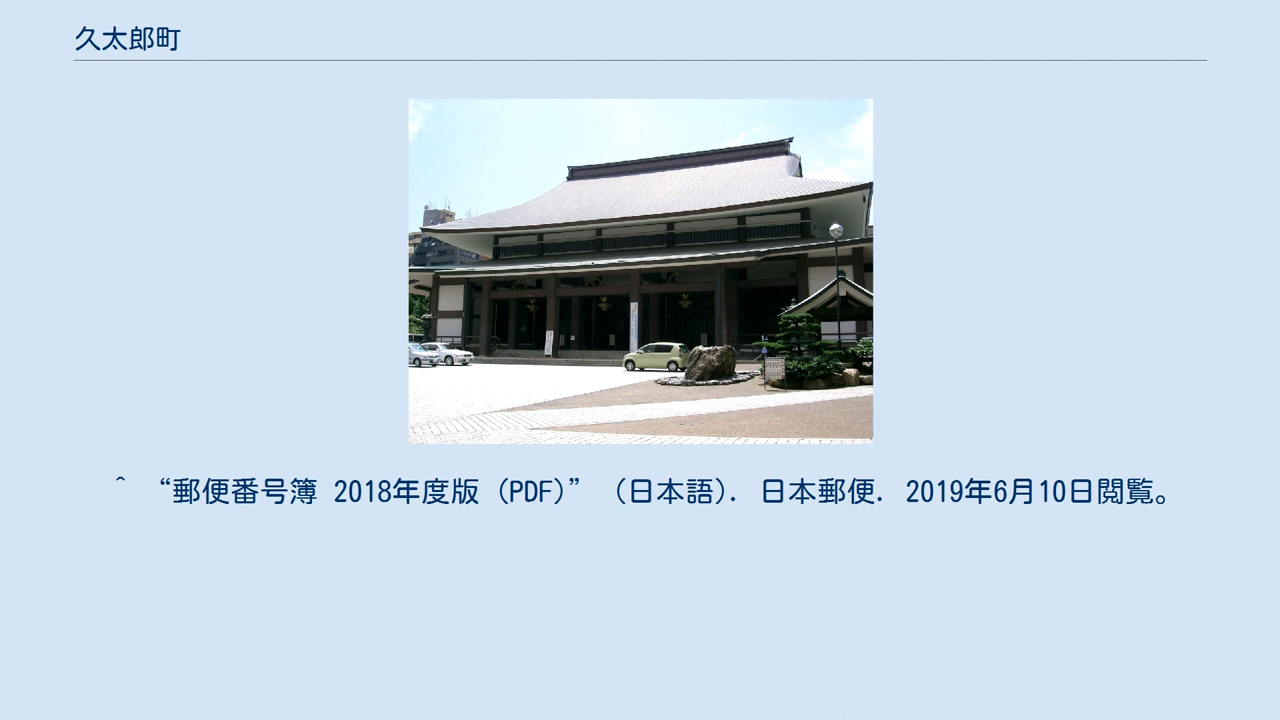 久太郎町
^ “郵便番号簿 2018年度版 (PDF)” (日本語). 日本郵便. 2019年6月10日閲覧。